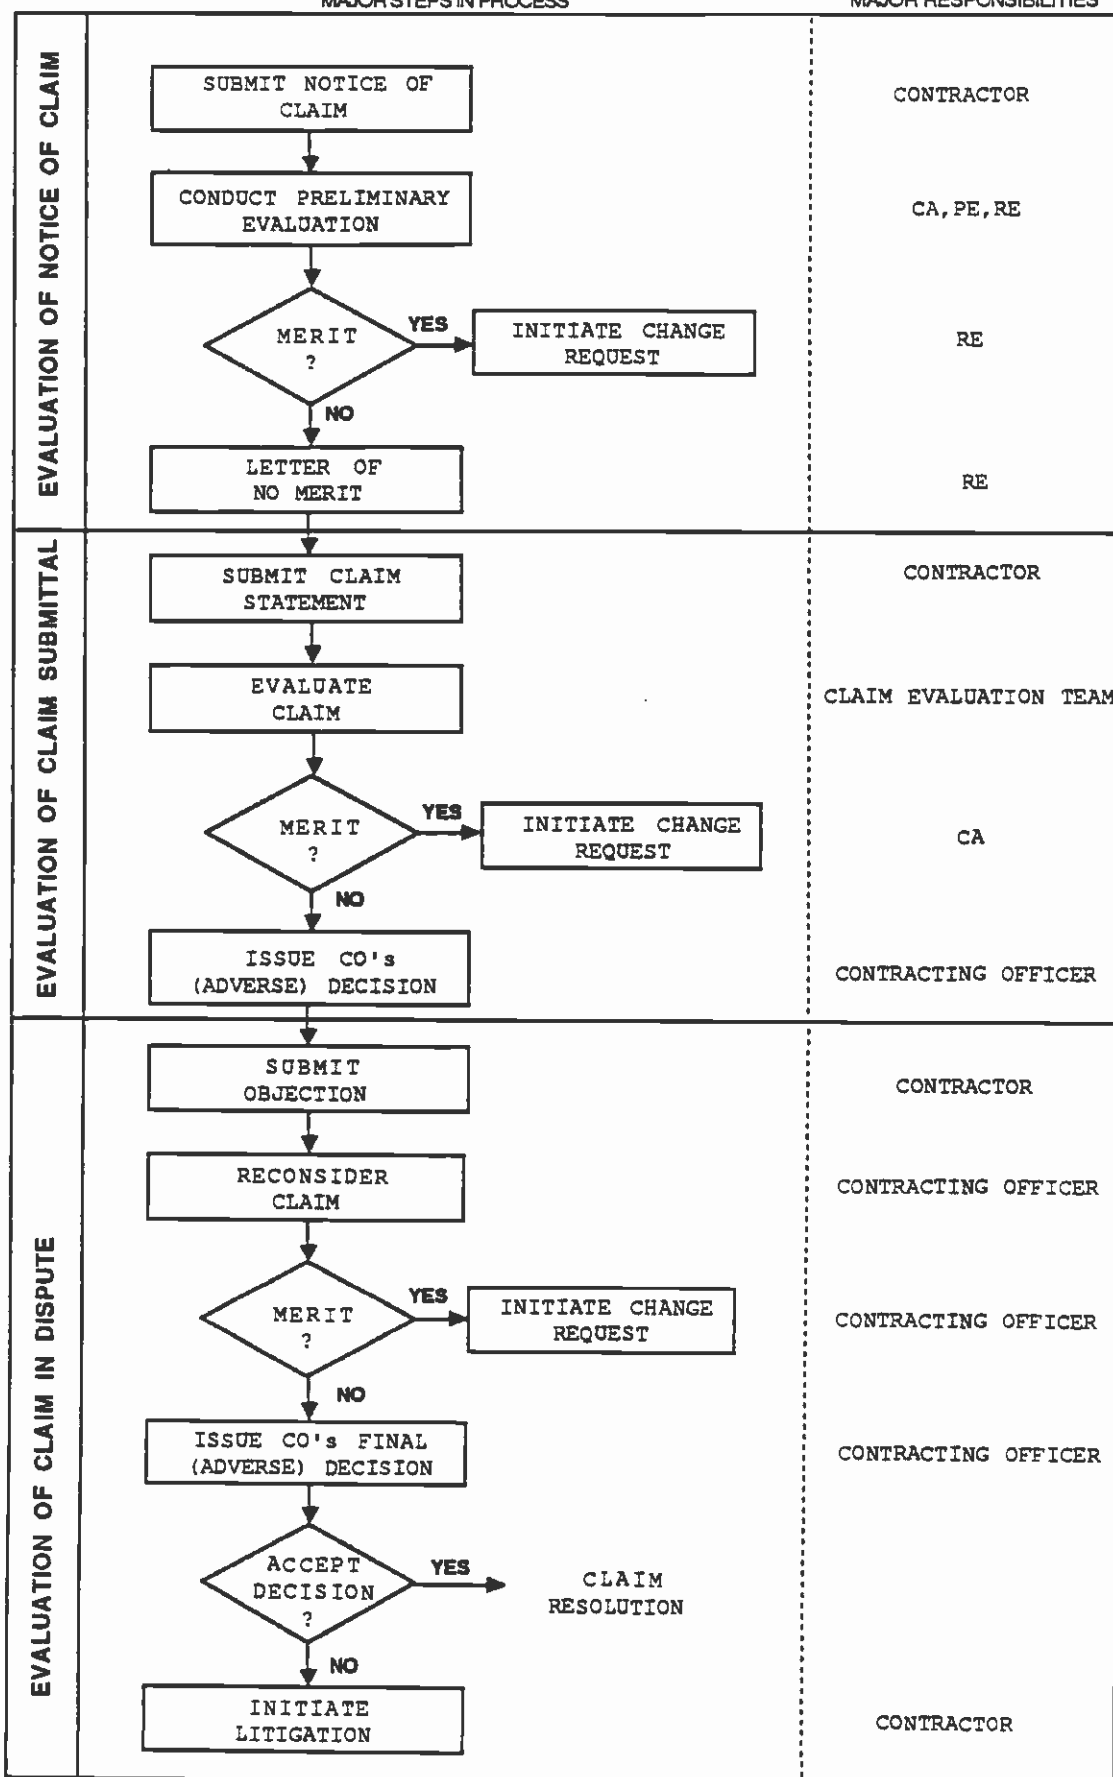 MAJOR STEPS IN PROCESS
MAJOR RESPONSIBILITIES
EVALUATION OF NOTICE OF CLAIM
SUBMIT NOTICE OF
CLAIM
CONTRACTOR
CONDUCT PRELIMINARY
EVALUATION
CA, PE, RE
MERIT
?
YES
INITIATE CHANGE
REQUEST
RE
NO
LETTER OF
NO MERIT
RE
EVALUATION OF CLAIM SUBMITTAL
SUBMIT CLAIM
STATEMENT
CONTRACTOR
EVALUATE
CLAIM
CLAIM EVALUATION TEAM
MERIT
?
YES
INITIATE CHANGE
REQUEST
CA
NO
ISSUE CO's
(ADVERSE) DECISION
CONTRACTING OFFICER
EVALUATION OF CLAIM IN DISPUTE
SUBMIT
OBJECTION
CONTRACTOR
RECONSIDER
CLAIM
CONTRACTING OFFICER
MERIT
?
YES
INITIATE CHANGE
REQUEST
CONTRACTING OFFICER
NO
ISSUE CO's FINAL
(ADVERSE) DECISION
CONTRACTING OFFICER
ACCEPT
DECISION
?
YES
CLAIM
RESOLUTION
NO
INITIATE
LITIGATION
CONTRACTOR